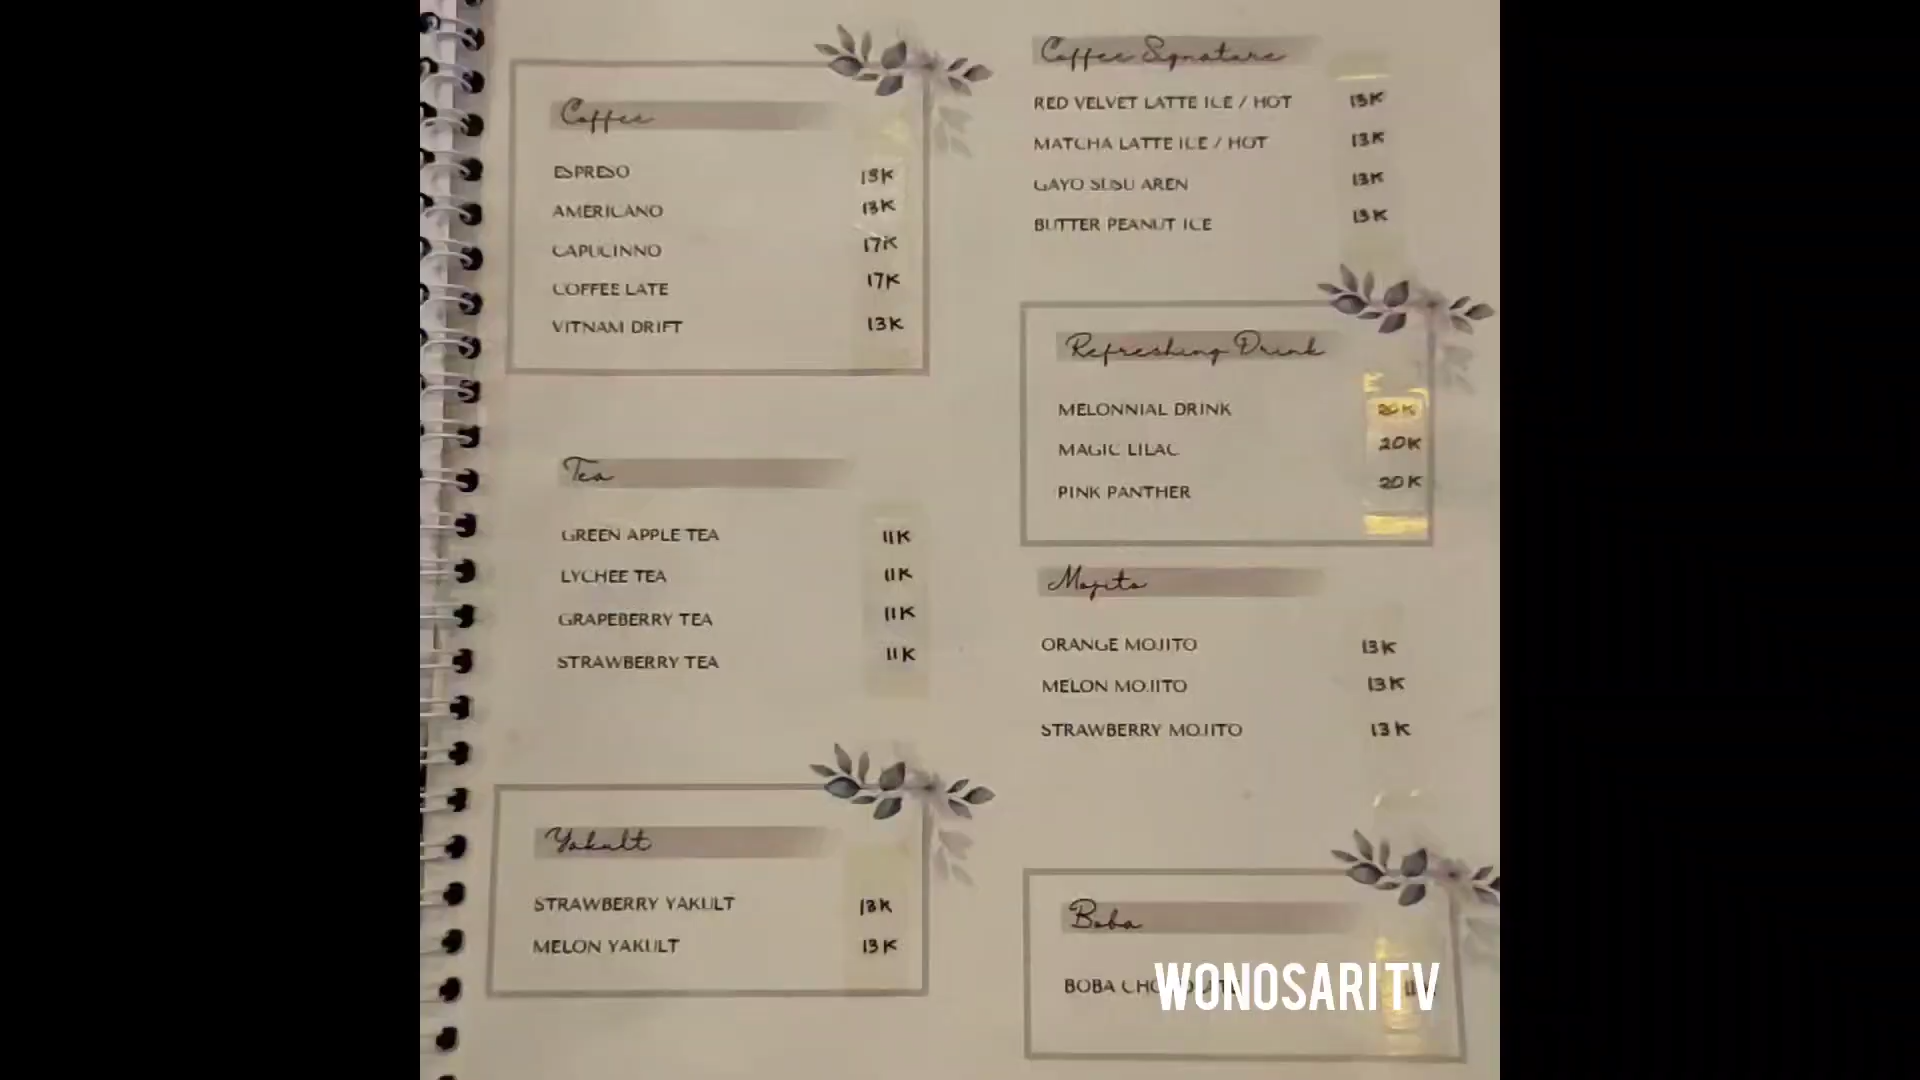 Coffee
ESPRESO 13K
AMERICANO 13K
CAPUCINNO 17K
COFFEE LATE 17K
VITNAM DRIFT 13K
Tea
GREEN APPLE TEA 11K
LYCHEE TEA 11K
GRAPEBERRY TEA 11K
STRAWBERRY TEA 11K
Yakult
STRAWBERRY YAKULT 13K
MELON YAKULT 13K
Coffee Signature
RED VELVET LATTE ICE / HOT 13K
MATCHA LATTE ICE / HOT 13K
GAYO SUSU AREN 13K
BUTTER PEANUT ICE 13K
Refreshing Drink
MELONNIAL DRINK 20K
MAGIC LILAC 20K
PINK PANTHER 20K
Mojito
ORANGE MOJITO 13K
MELON MOJITO 13K
STRAWBERRY MOJITO 13K
Boba
BOBA
WONOSARI TV